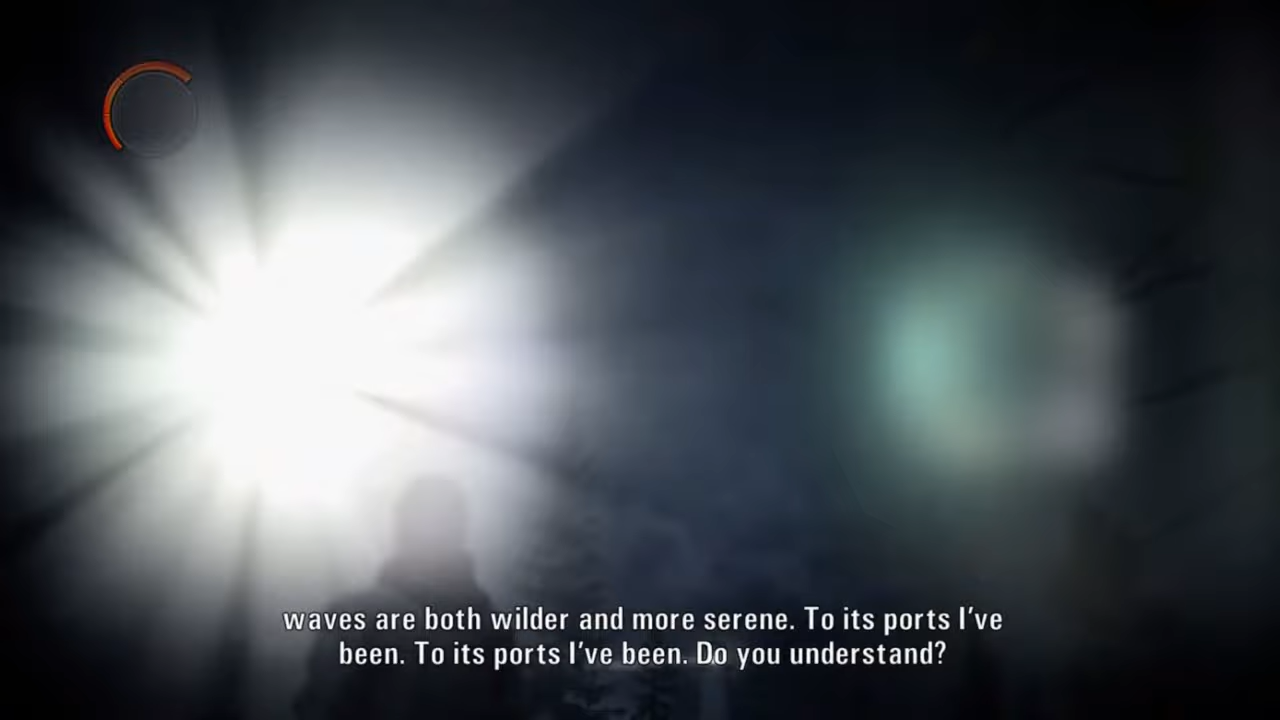 waves are both wilder and more serene. To its ports I've
been. To its ports I've been. Do you understand?